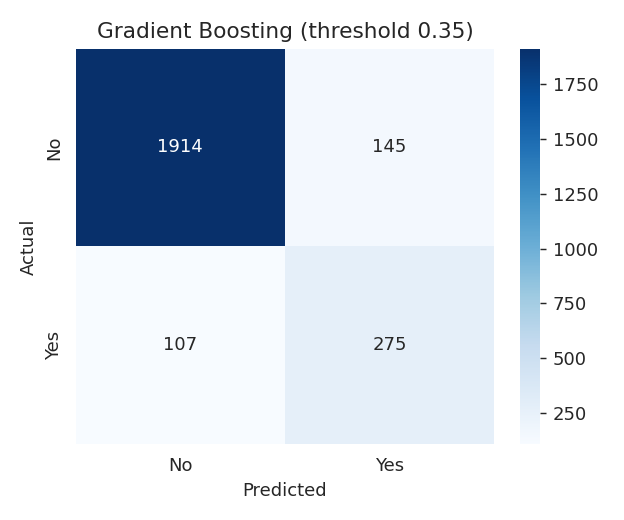 Gradient Boosting (threshold 0.35)
Actual
No
Yes
1914
145
107
275
No
Yes
Predicted
1750
1500
1250
1000
750
500
250